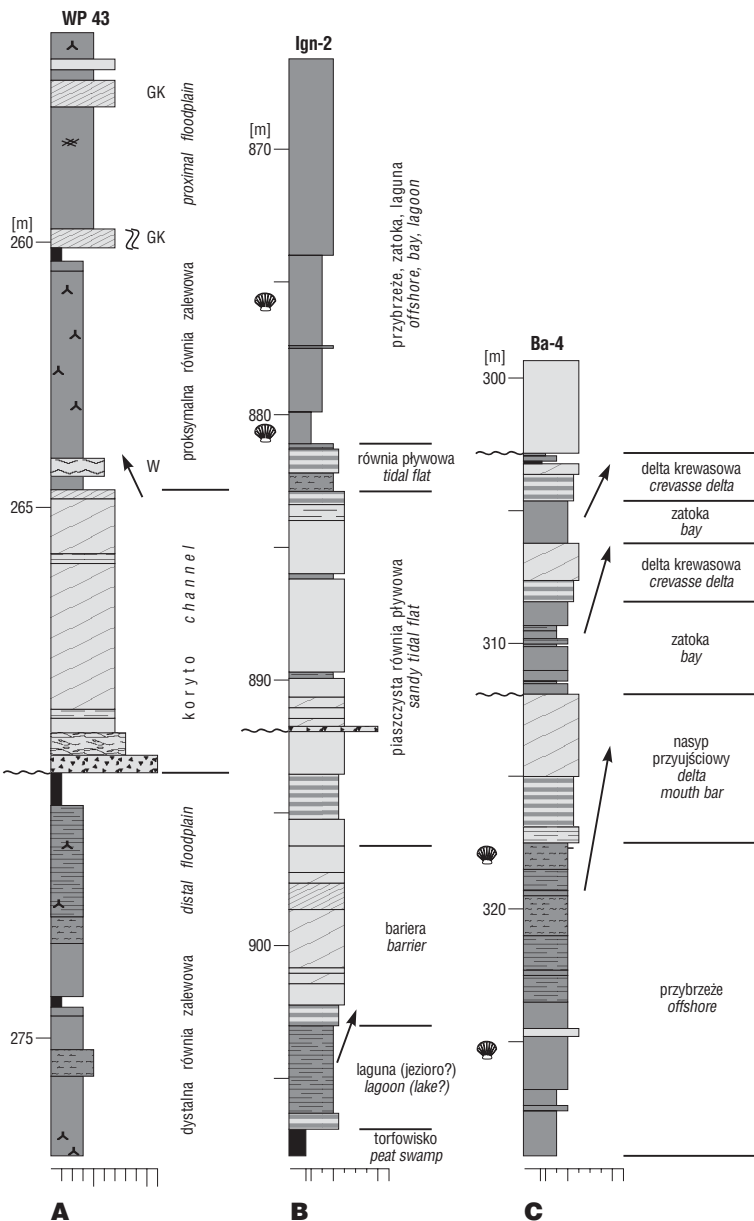 WP 43
GK
proximal floodplain
[m]
260
GK
proksymalna równia zalewowa
W
265
koryto channel
distal floodplain
dystalna równia zalewowa
275
A
Ign-2
[m]
870
przybrzeże, zatoka, laguna
offshore, bay, lagoon
880
równia pływowa
tidal flat
piaszczysta równia pływowa
sandy tidal flat
890
bariera
barrier
900
laguna (jezioro?)
lagoon (lake?)
torfowisko
peat swamp
B
Ba-4
[m]
300
delta krewasowa
crevasse delta
zatoka
bay
delta krewasowa
crevasse delta
310
zatoka
bay
nasyp
przyujściowy
delta
mouth bar
320
przybrzeże
offshore
C